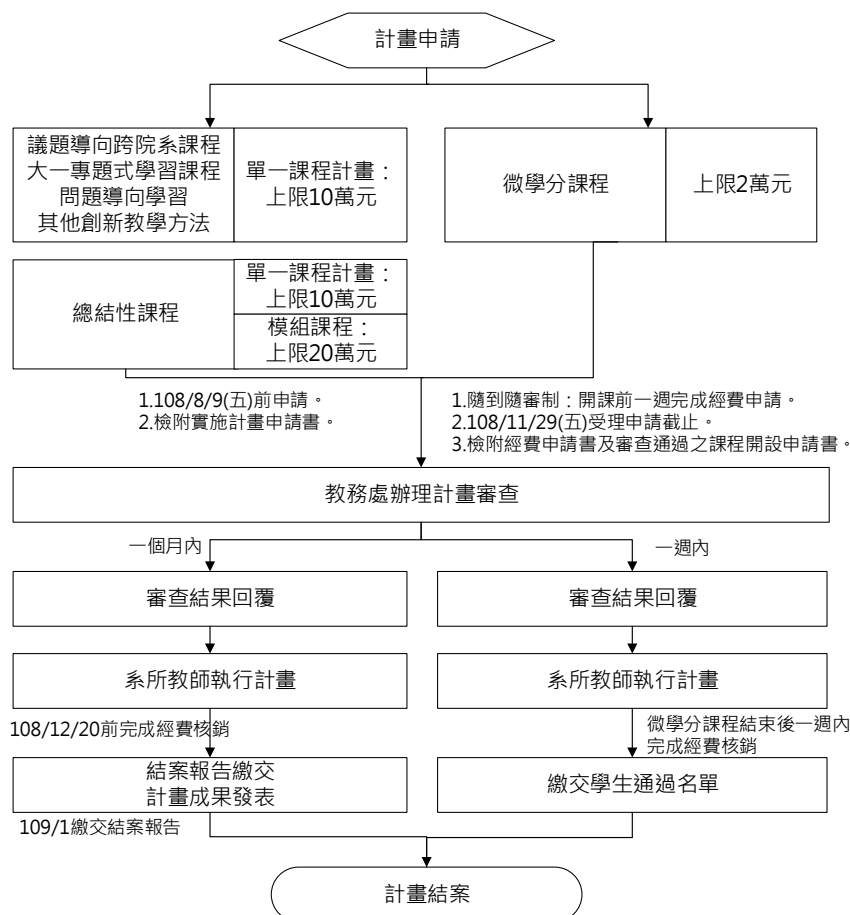 計畫申請
議題導向跨院系課程
大一專題式學習課程
問題導向學習
其他創新教學方法
單一課程計畫：
上限10萬元
微學分課程
上限2萬元
總結性課程
單一課程計畫：
上限10萬元
模組課程：
上限20萬元
1.108/8/9(五)前申請。
2.檢附實施計畫申請書。
1.隨到隨審制：開課前一週完成經費申請。
2.108/11/29(五)受理申請截止。
3.檢附經費申請書及審查通過之課程開設申請書。
教務處辦理計畫審查
一個月內
一週內
審查結果回覆
審查結果回覆
系所教師執行計畫
系所教師執行計畫
108/12/20前完成經費核銷
微學分課程結束後一週內
完成經費核銷
結案報告繳交
計畫成果發表
繳交學生通過名單
109/1繳交結案報告
計畫結案